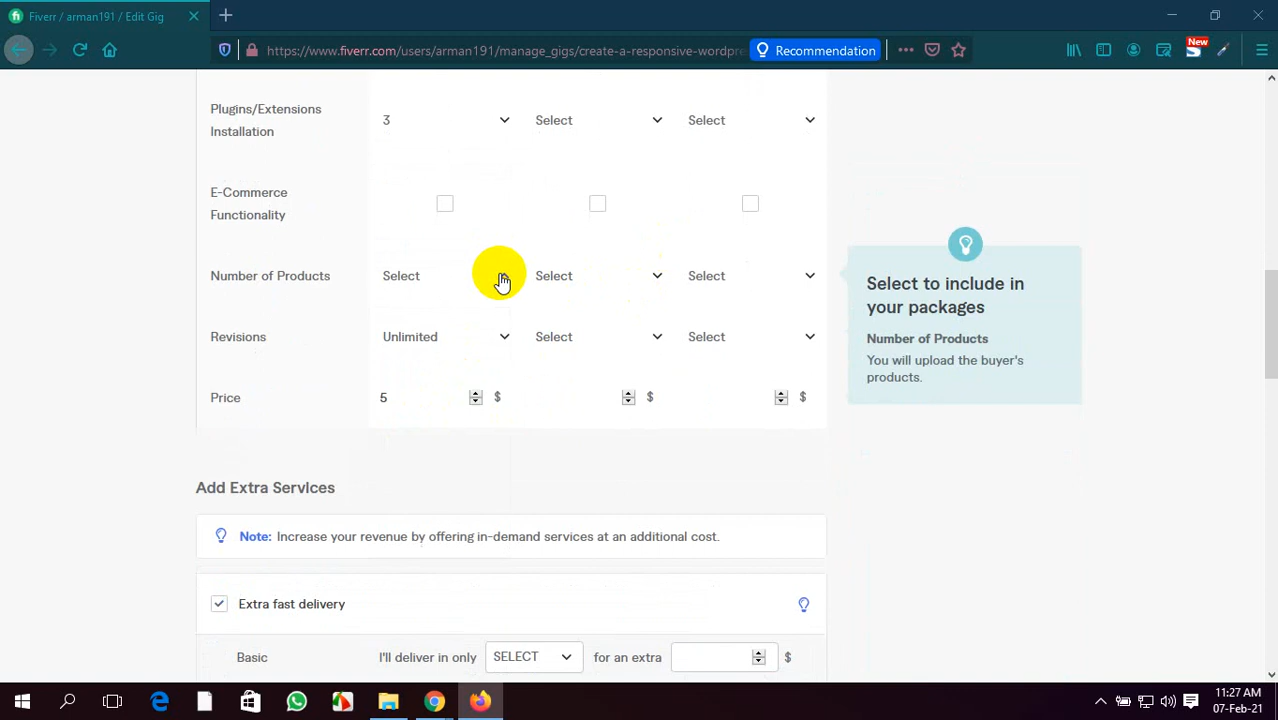 Fiverr / arman191 / Edit Gig
https://www.fiverr.com/users/arman191/manage_gigs/create-a-responsive-wordpre
Recommendation
New
Plugins/Extensions
Installation
3
Select
Select
E-Commerce
Functionality
Number of Products
Select
Select
Select
Revisions
Unlimited
Select
Select
Price
5
$
$
$
Select to include in
your packages
Number of Products
You will upload the buyer's
products.
Add Extra Services
Note: Increase your revenue by offering in-demand services at an additional cost.
Extra fast delivery
Basic
I'll deliver in only
SELECT
for an extra
$
11:27 AM
07-Feb-21